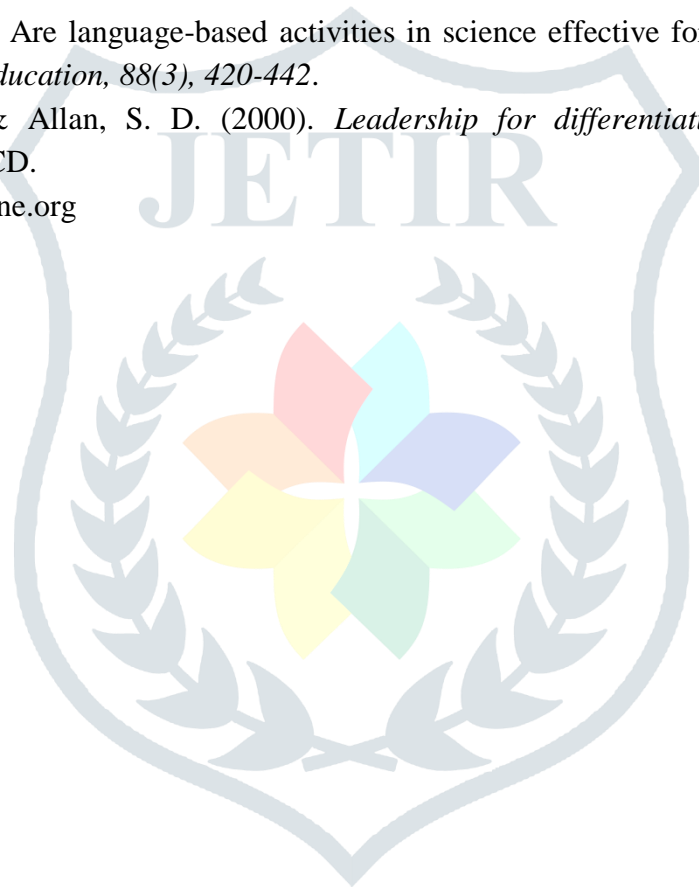 Are language-based activities in science effective for
ducation, 88(3), 420-442.
Allan, S. D. (2000). Leadership for differentiat
CD.
ne.org
JETIR